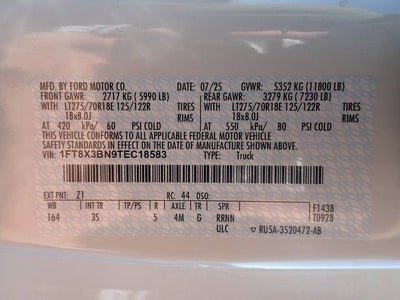 MFD. BY FORD MOTOR CO. 07/25 GVWR: 5352 KG (11800 LB)
FRONT GAWR: 2717 KG (5990 LB) REAR GAWR: 3279 KG (7230 LB)
WITH LT275/70R18E 125/122R TIRES WITH LT275/70R18E 125/122R TIRES
18x8.0J RIMS 18x8.0J RIMS
AT 420 kPa/ 60 PSI COLD AT 550 kPa/ 80 PSI COLD
THIS VEHICLE CONFORMS TO ALL APPLICABLE FEDERAL MOTOR VEHICLE
SAFETY STANDARDS IN EFFECT ON THE DATE OF MANUFACTURE SHOWN ABOVE.
VIN: 1FT8X3BN9TEC18583 TYPE: Truck
EXT PNT: Z1 RC: 44 DSO:
WB INT TR TP/PS R AXLE TR SPR F1438
164 3S 5 4M G RRNN T0928
ULC RU5A-3520472-AB